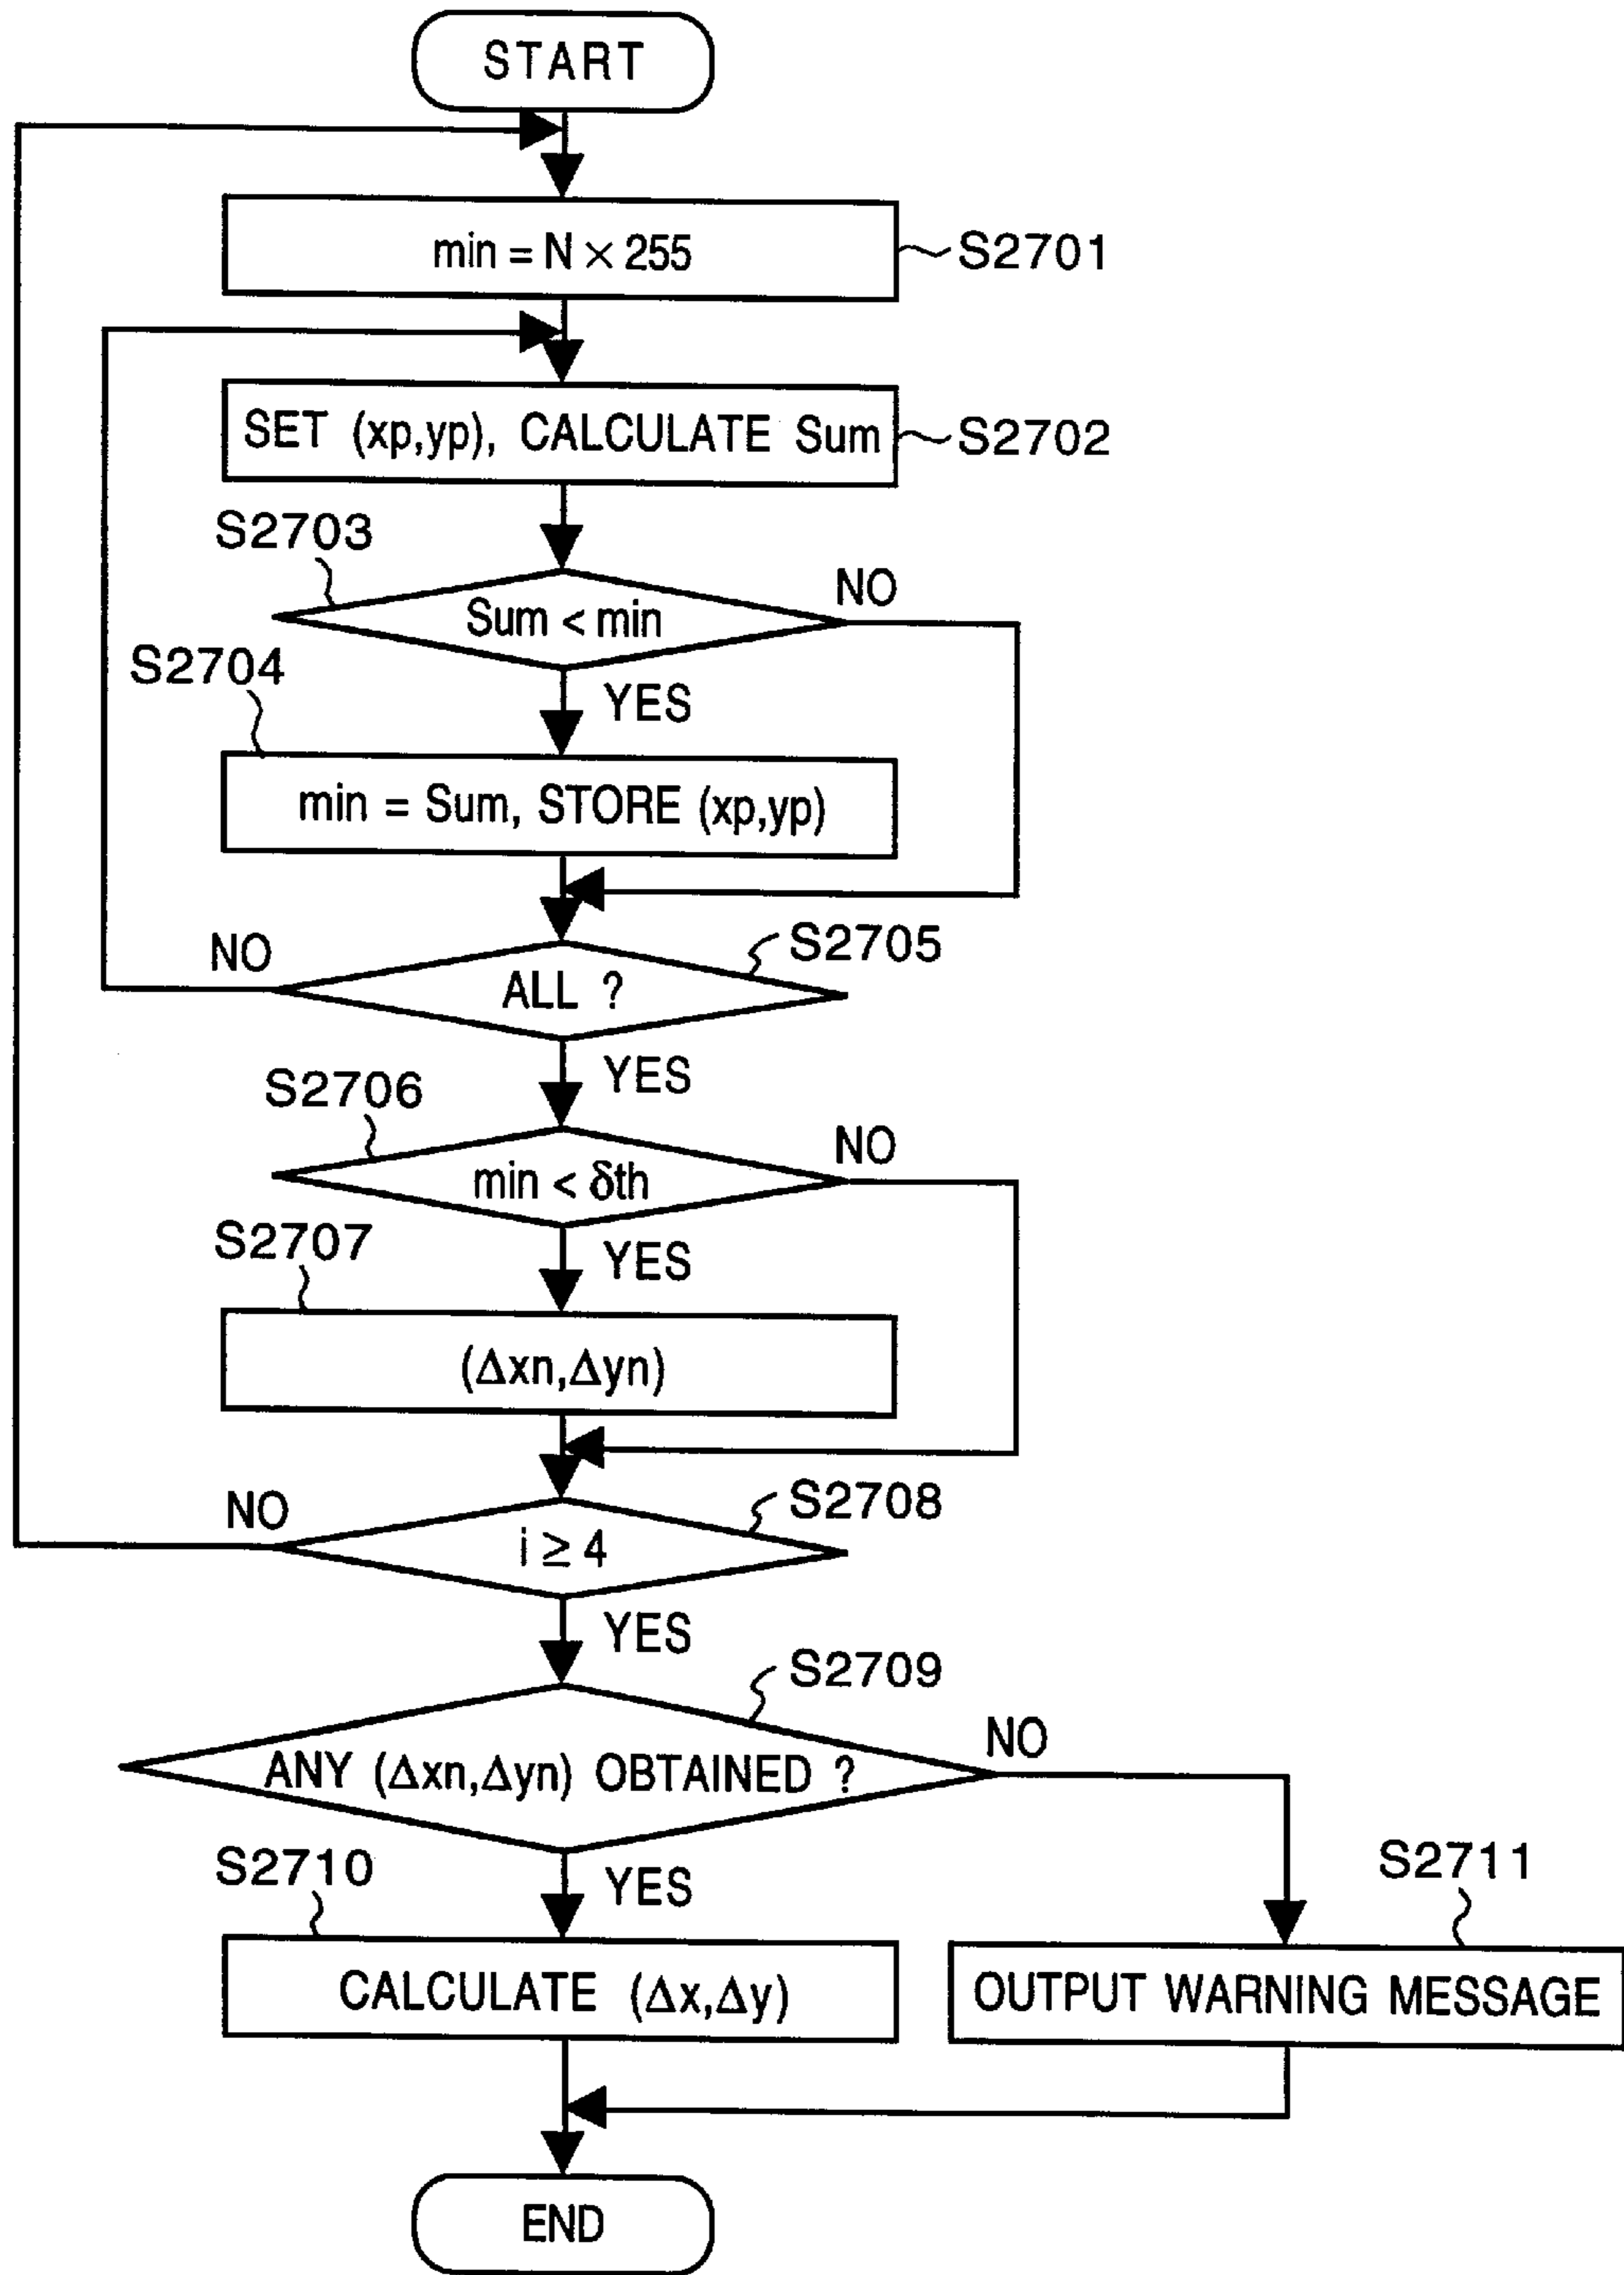 START
min = N × 255
S2701
SET (xp,yp), CALCULATE Sum
S2702
S2703
Sum < min
NO
S2704
YES
min = Sum, STORE (xp,yp)
S2705
NO
ALL ?
YES
S2706
NO
min < δth
S2707
YES
(Δxn,Δyn)
S2708
NO
i ≥ 4
YES
S2709
NO
ANY (Δxn,Δyn) OBTAINED ?
S2710
YES
S2711
CALCULATE (Δx,Δy)
OUTPUT WARNING MESSAGE
END